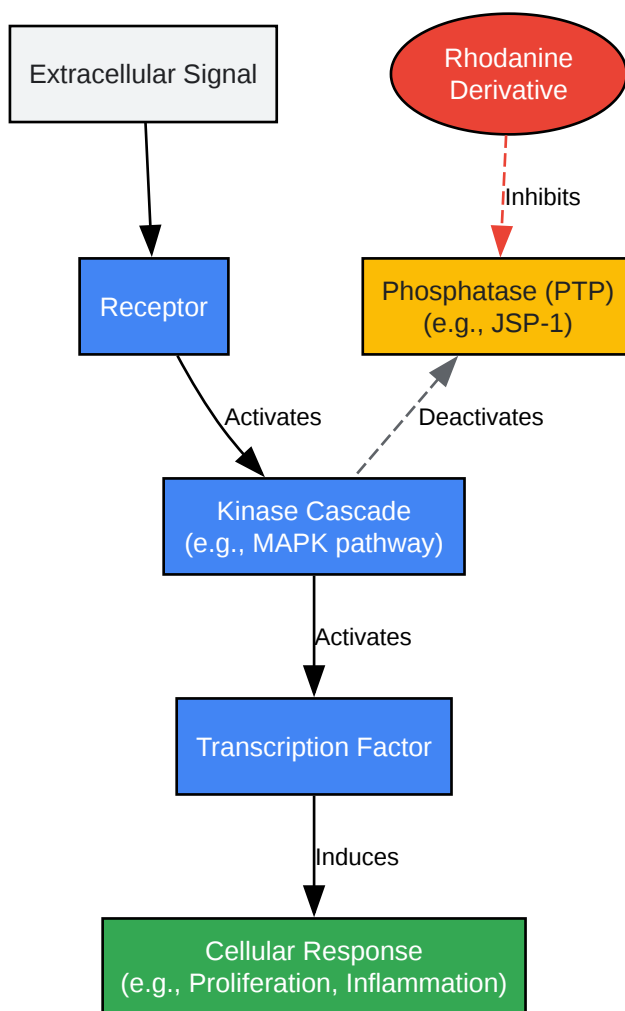 Extracellular Signal
Rhodanine
Derivative
Inhibits
Receptor
Phosphatase (PTP)
(e.g., JSP-1)
Activates
Deactivates
Kinase Cascade
(e.g., MAPK pathway)
Activates
Transcription Factor
Induces
Cellular Response
(e.g., Proliferation, Inflammation)